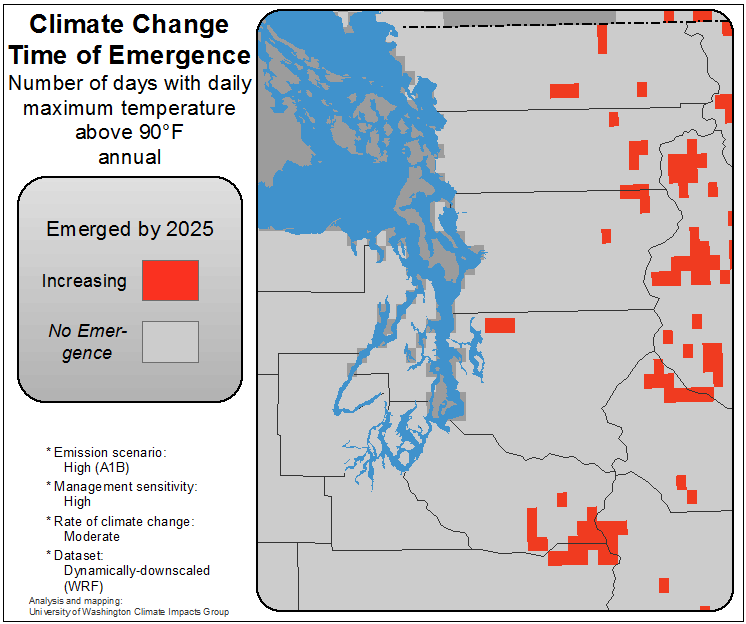 Climate Change
Time of Emergence
Number of days with daily
maximum temperature
above 90°F
annual
Emerged by 2025
Increasing
No Emer-
gence
* Emission scenario:
High (A1B)
* Management sensitivity:
High
* Rate of climate change:
Moderate
* Dataset:
Dynamically-downscaled
(WRF)
Analysis and mapping:
University of Washington Climate Impacts Group